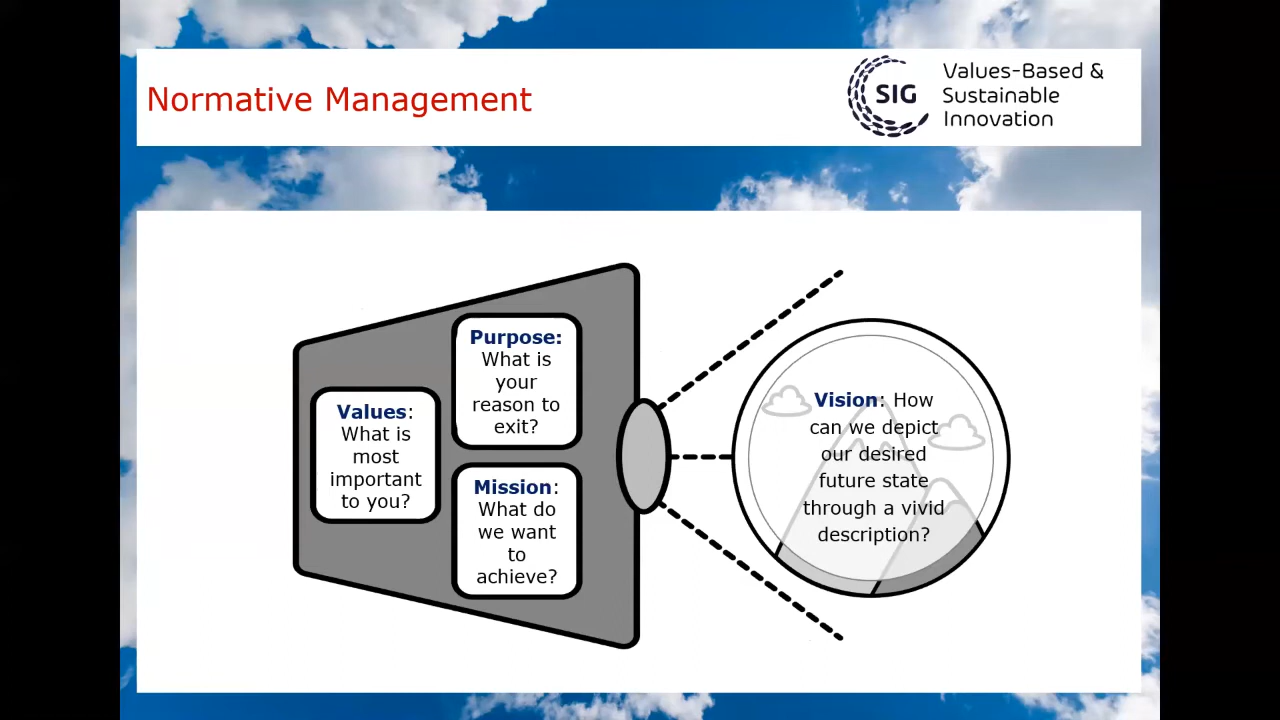 Normative Management
SIG
Values-Based &
Sustainable
Innovation
Values:
What is
most
important
to you?
Purpose:
What is
your
reason to
exit?
Mission:
What do
we want
to
achieve?
Vision: How
can we depict
our desired
future state
through a vivid
description?